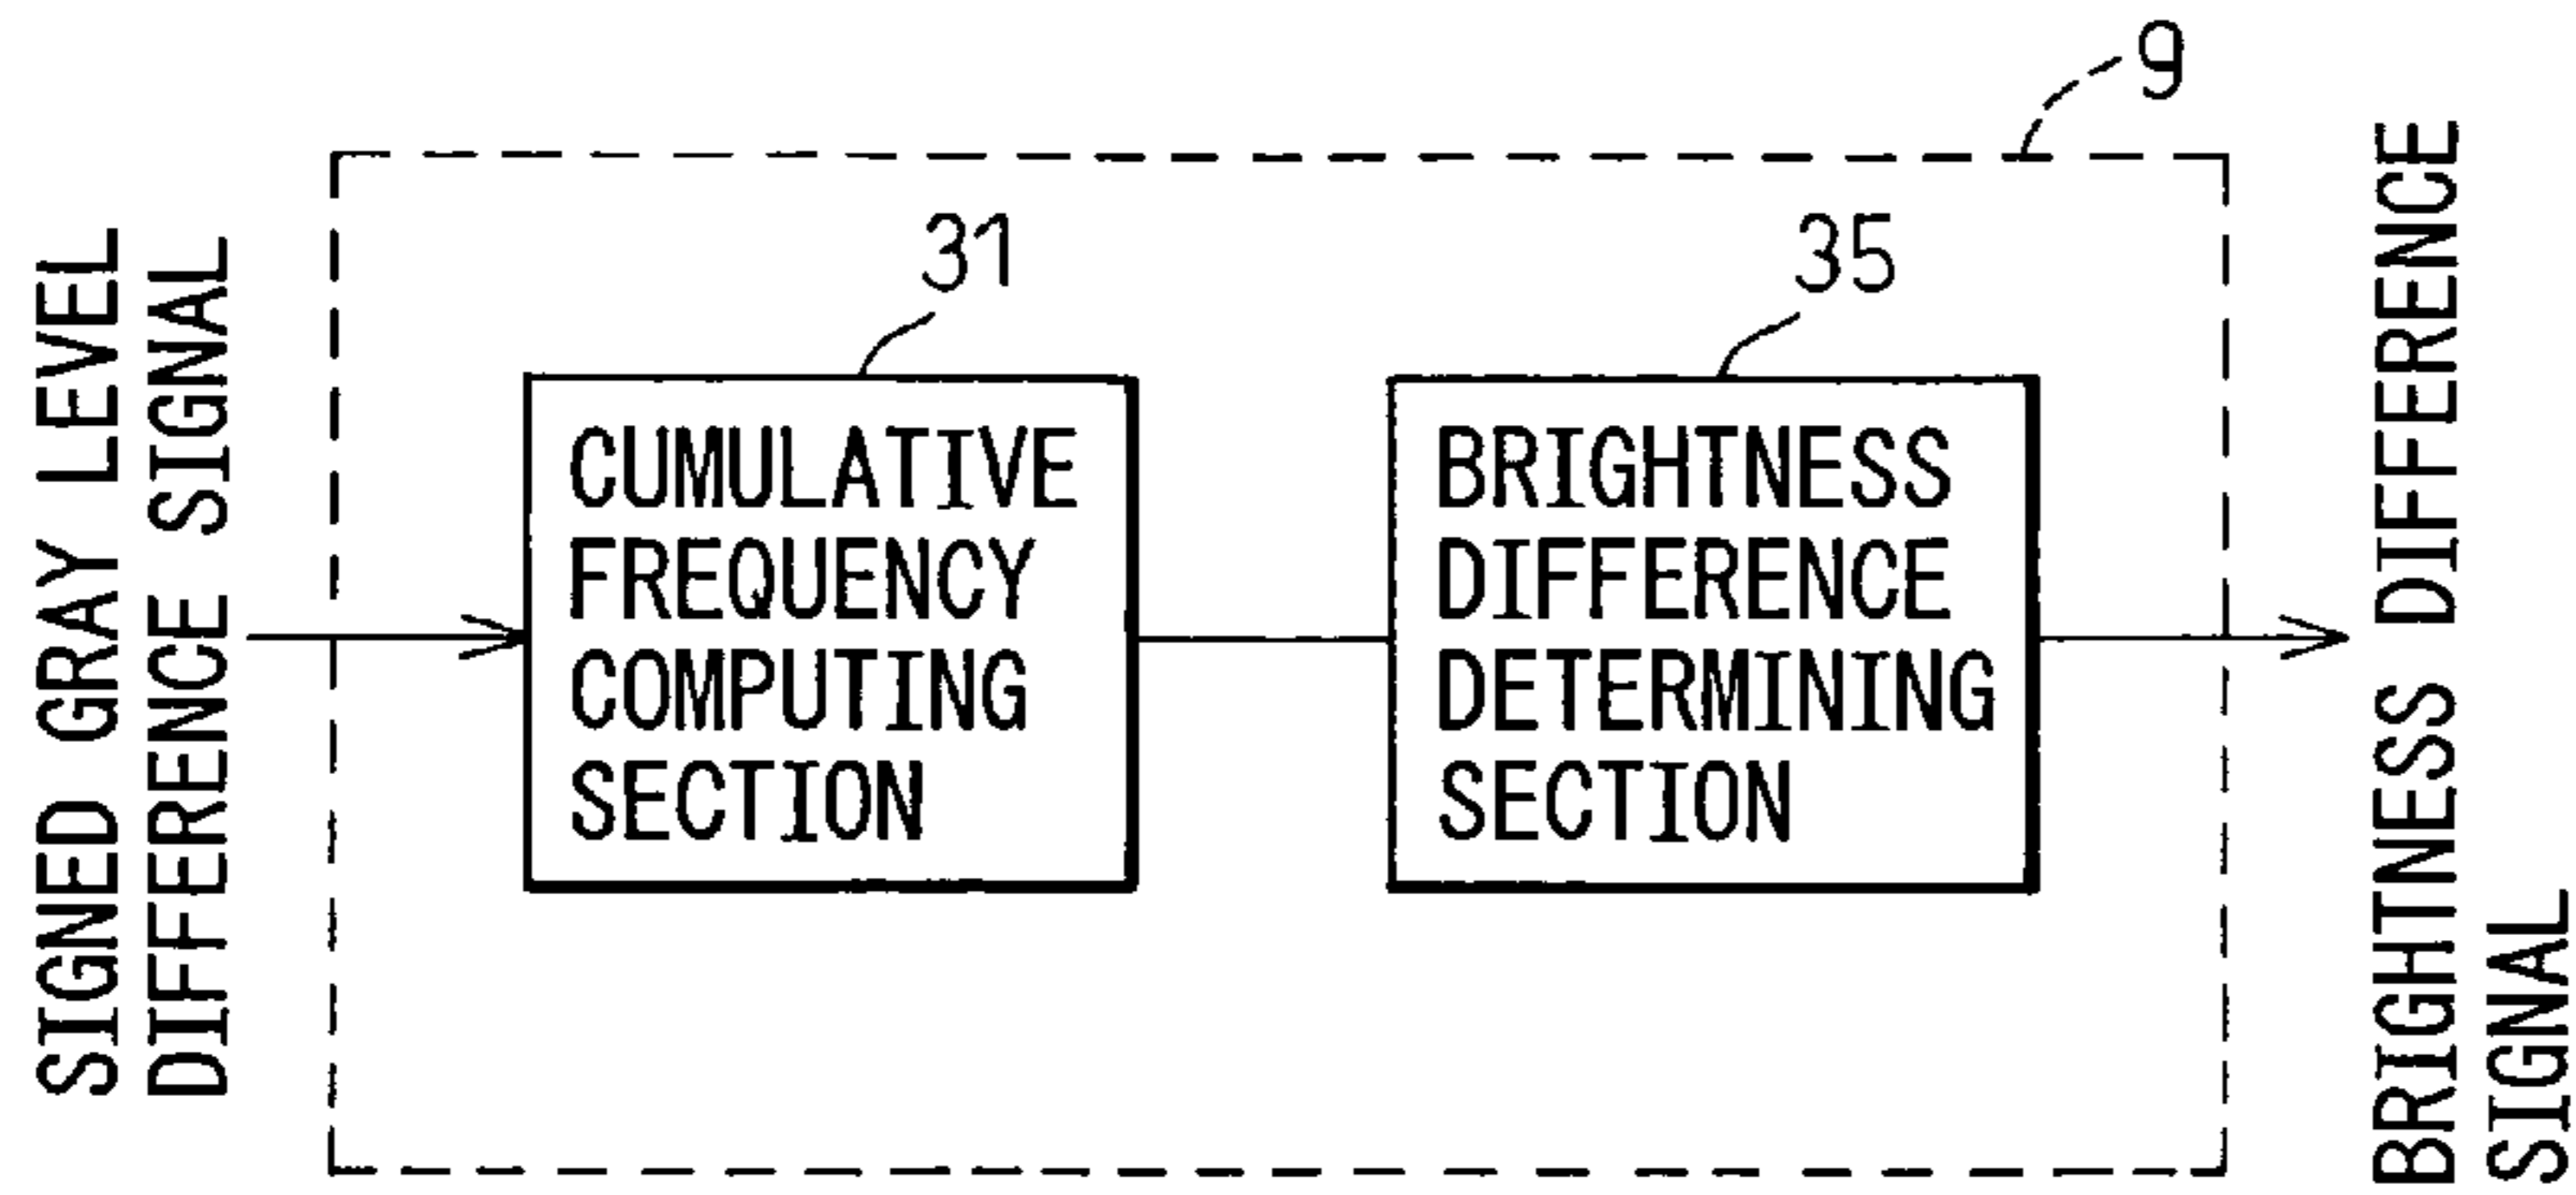 9
SIGNED GRAY LEVEL
DIFFERENCE SIGNAL
31
CUMULATIVE
FREQUENCY
COMPUTING
SECTION
35
BRIGHTNESS
DIFFERENCE
DETERMINING
SECTION
BRIGHTNESS DIFFERENCE
SIGNAL